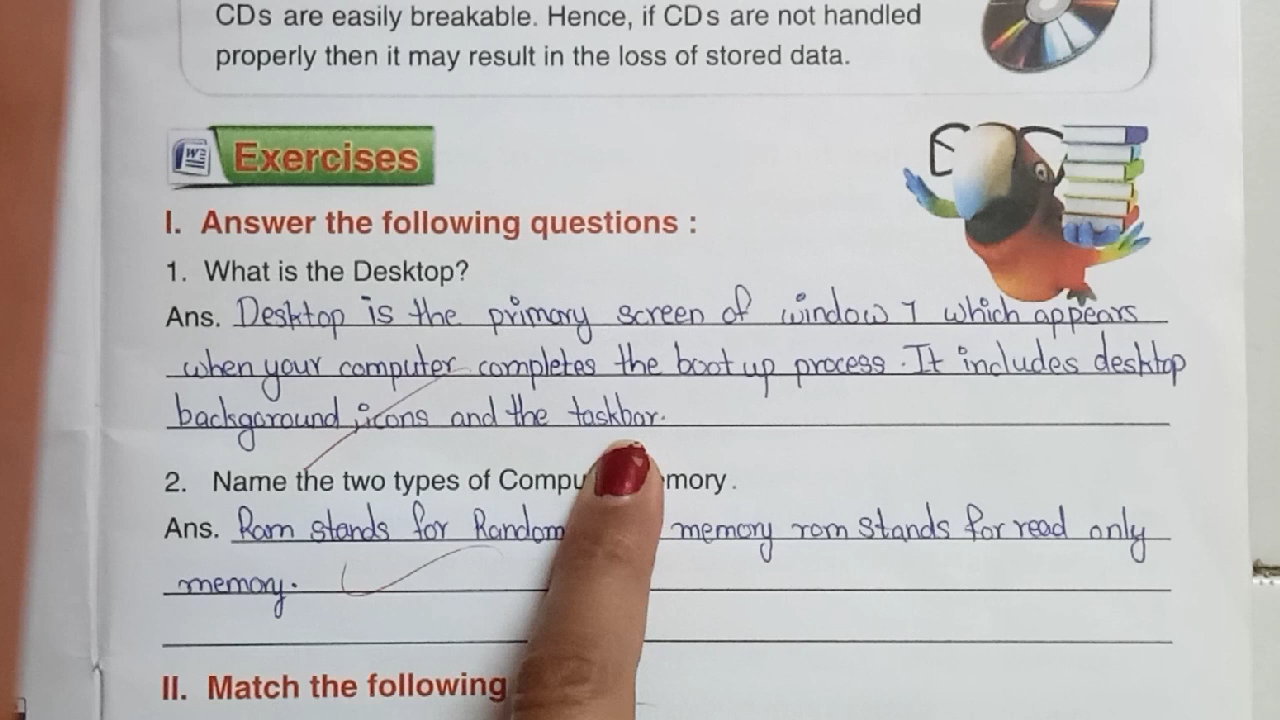 CDs are easily breakable. Hence, if CDs are not handled
properly then it may result in the loss of stored data.
Exercises
I. Answer the following questions :
1. What is the Desktop?
Ans. Desktop is the primary screen of window 7 which appears
when your computer completes the boot up process. It includes desktop
background icons and the taskbar.
2. Name the two types of Compu mory.
Ans. Ram stands for Random memory rom stands for read only
memory.
II. Match the following